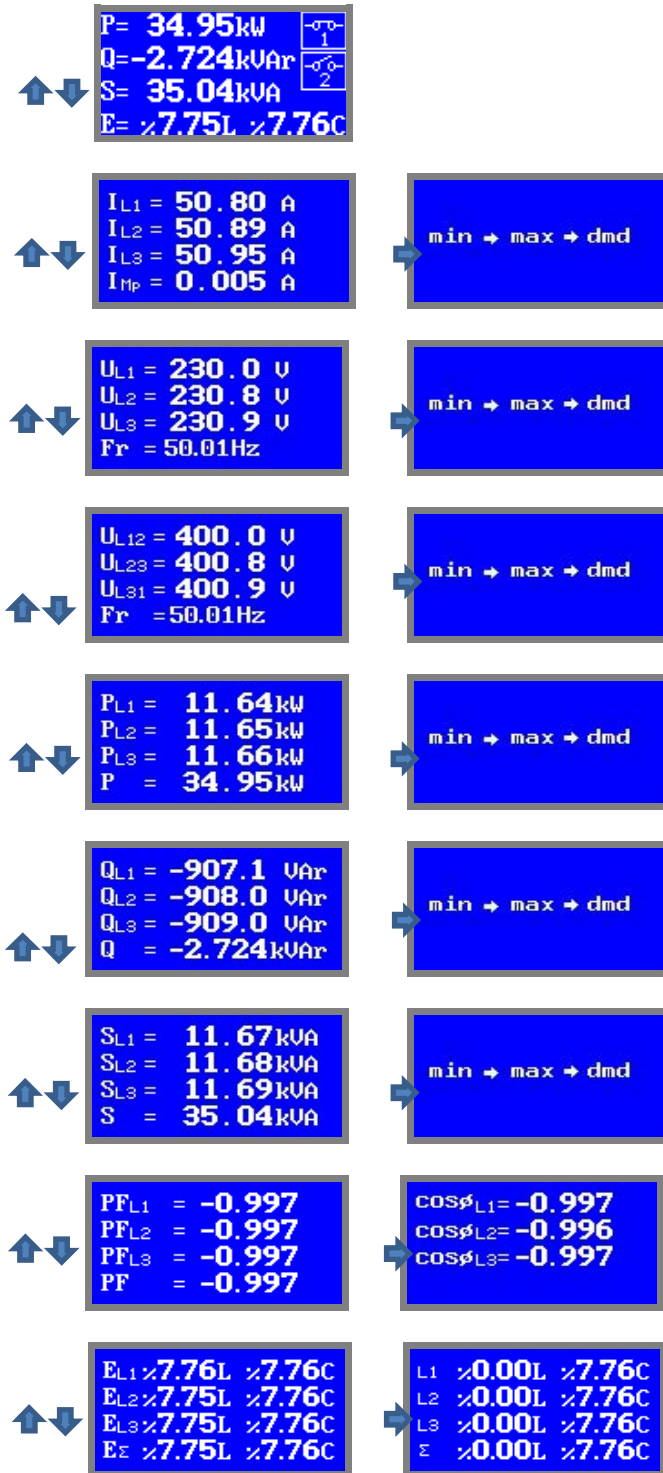 P= 34.95kW
1
Q=-2.724kVAr
2
S= 35.04kVA
E= %7.75L %7.76C
IL1 = 50.80 A
IL2 = 50.89 A
IL3 = 50.95 A
IMp = 0.005 A
min → max → dmd
UL1 = 230.0 V
UL2 = 230.8 V
UL3 = 230.9 V
Fr = 50.01Hz
min → max → dmd
UL12 = 400.0 V
UL23 = 400.8 V
UL31 = 400.9 V
Fr =50.01Hz
min → max → dmd
PL1 = 11.64kW
PL2 = 11.65kW
PL3 = 11.66kW
P = 34.95kW
min → max → dmd
QL1 = -907.1 VAr
QL2 = -908.0 VAr
QL3 = -909.0 VAr
Q = -2.724kVAr
min → max → dmd
SL1 = 11.67kVA
SL2 = 11.68kVA
SL3 = 11.69kVA
S = 35.04kVA
min → max → dmd
PFL1 = -0.997
PFL2 = -0.997
PFL3 = -0.997
PF = -0.997
cosøL1=-0.997
cosøL2=-0.996
cosøL3=-0.997
EL1%7.76L %7.76C
EL2%7.75L %7.76C
EL3%7.75L %7.76C
EΣ %7.75L %7.76C
L1 %0.00L %7.76C
L2 %0.00L %7.76C
L3 %0.00L %7.76C
Σ %0.00L %7.76C